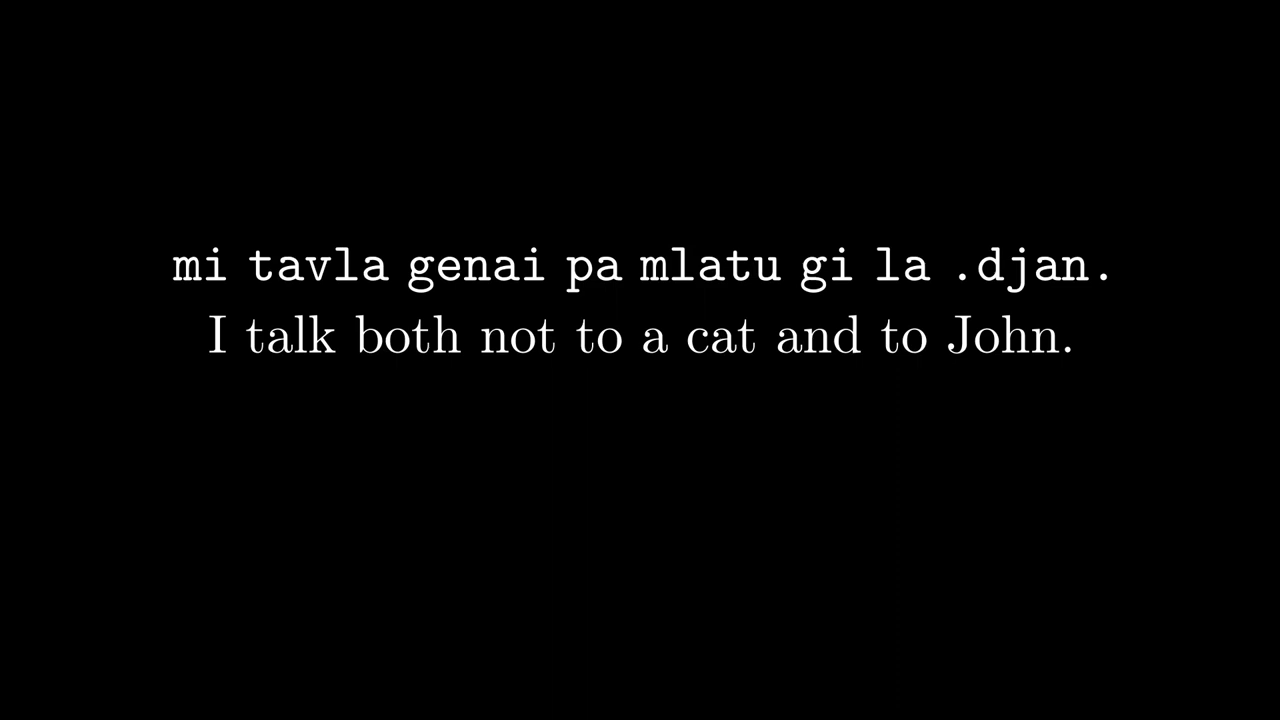 mi tavla genai pa mlatu gi la .djan.
I talk both not to a cat and to John.